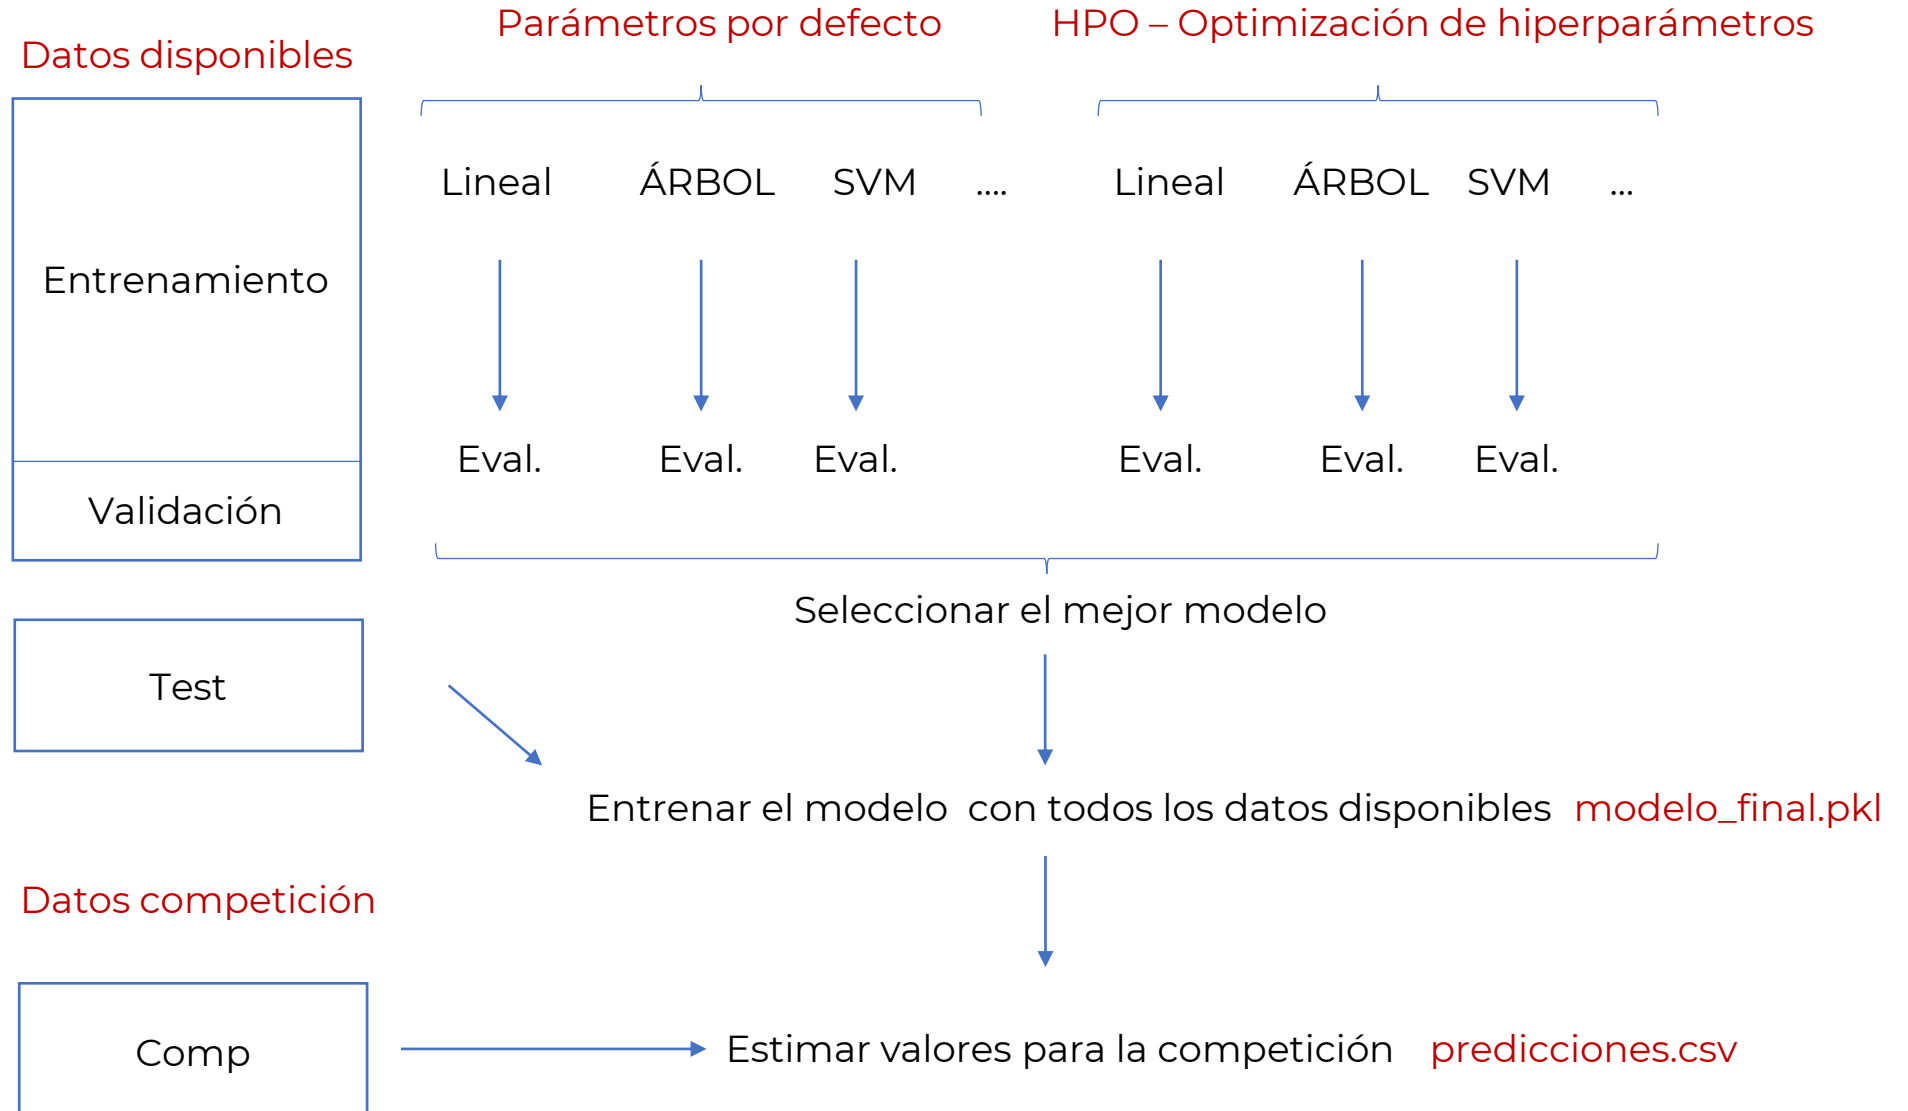 Parámetros por defecto
HPO – Optimización de hiperparámetros
Datos disponibles
Lineal ÁRBOL SVM ....
Lineal ÁRBOL SVM ...
Entrenamiento
Eval. Eval. Eval.
Eval. Eval. Eval.
Validación
Seleccionar el mejor modelo
Test
Entrenar el modelo con todos los datos disponibles modelo_final.pkl
Datos competición
Comp
Estimar valores para la competición predicciones.csv